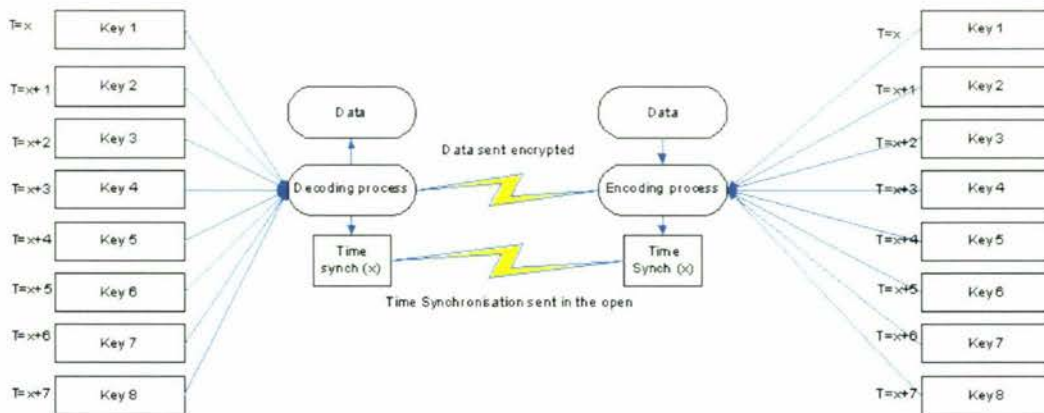 T=x
Key 1
T=x+1
Key 2
T=x+2
Key 3
T=x+3
Key 4
T=x+4
Key 5
T=x+5
Key 6
T=x+6
Key 7
T=x+7
Key 8
Data
Decoding process
Time
synch (x)
Data sent encrypted
Time Synchronisation sent in the open
Data
Encoding process
Time
Synch (x)
T=x
Key 1
T=x+1
Key 2
T=x+2
Key 3
T=x+3
Key 4
T=x+4
Key 5
T=x+5
Key 6
T=x+6
Key 7
T=x+7
Key 8